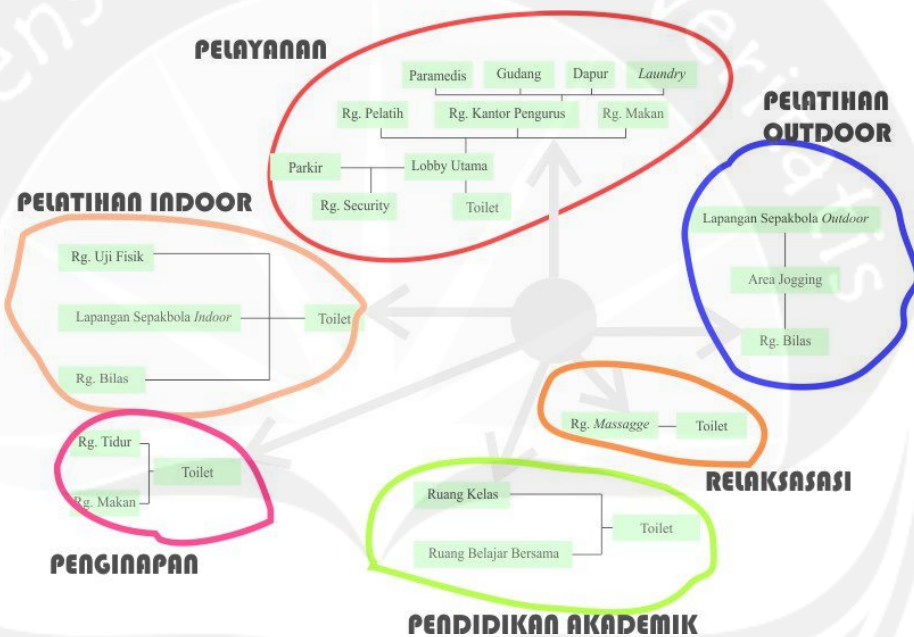 PELAYANAN
Paramedis
Gudang
Dapur
Laundry
Rg. Pelatih
Rg. Kantor Pengurus
Rg. Makan
Parkir
Lobby Utama
Rg. Security
Toilet
PELATIHAN
OUTDOOR
Lapangan Sepakbola Outdoor
Area Jogging
Rg. Bilas
PELATIHAN INDOOR
Rg. Uji Fisik
Lapangan Sepakbola Indoor
Toilet
Rg. Bilas
Rg. Massagge
Toilet
RELAKSASASI
Rg. Tidur
Toilet
Rg. Makan
PENGINAPAN
Ruang Kelas
Toilet
Ruang Belajar Bersama
PENDIDIKAN AKADEMIK